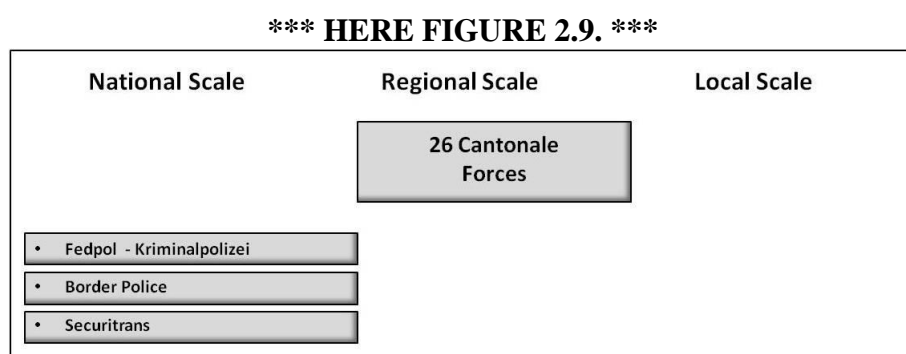 *** HERE FIGURE 2.9. ***
National Scale Regional Scale Local Scale
26 Cantonale
Forces
• Fedpol - Kriminalpolizei
• Border Police
• Securitrans